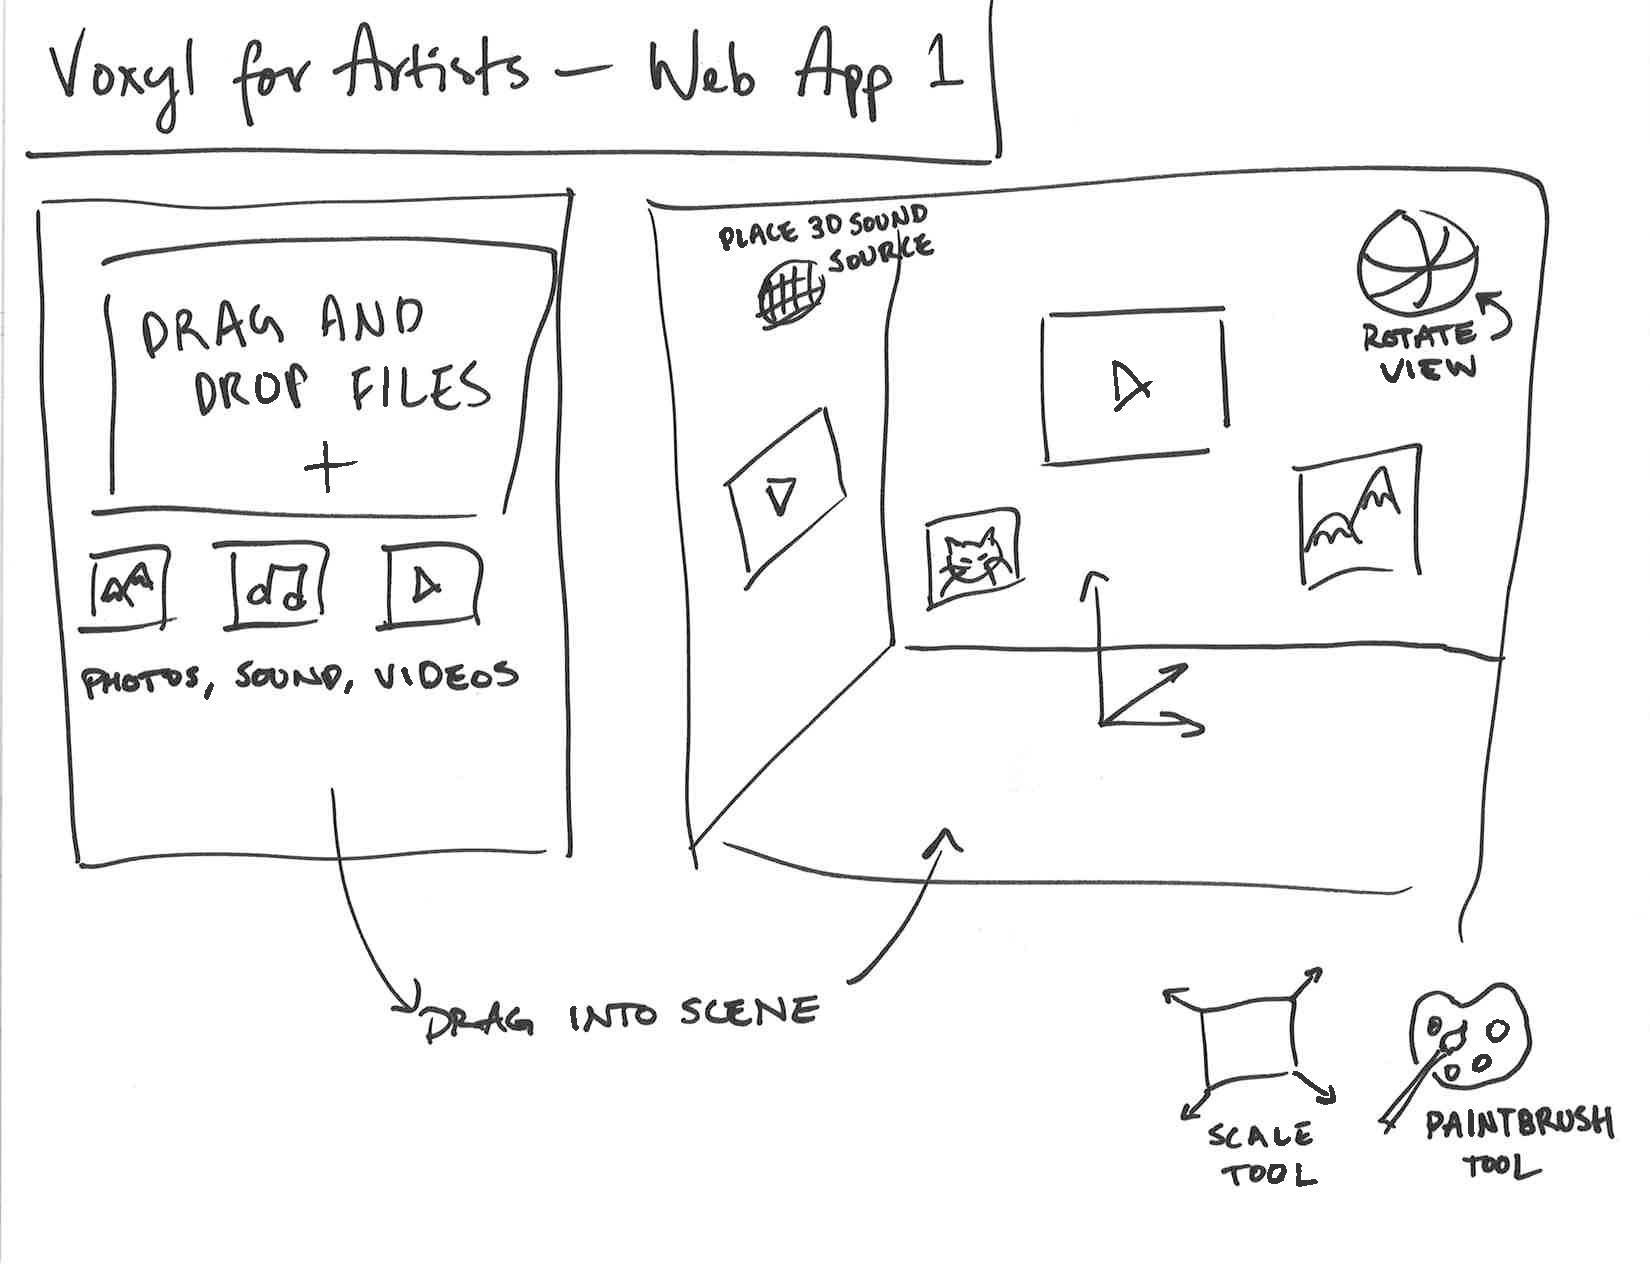 Voxyl for Artists — Web App 1
DRAG AND
DROP FILES
+
PHOTOS, SOUND, VIDEOS
PLACE 3D SOUND
SOURCE
ROTATE
VIEW
DRAG INTO SCENE
SCALE
TOOL
PAINTBRUSH
TOOL